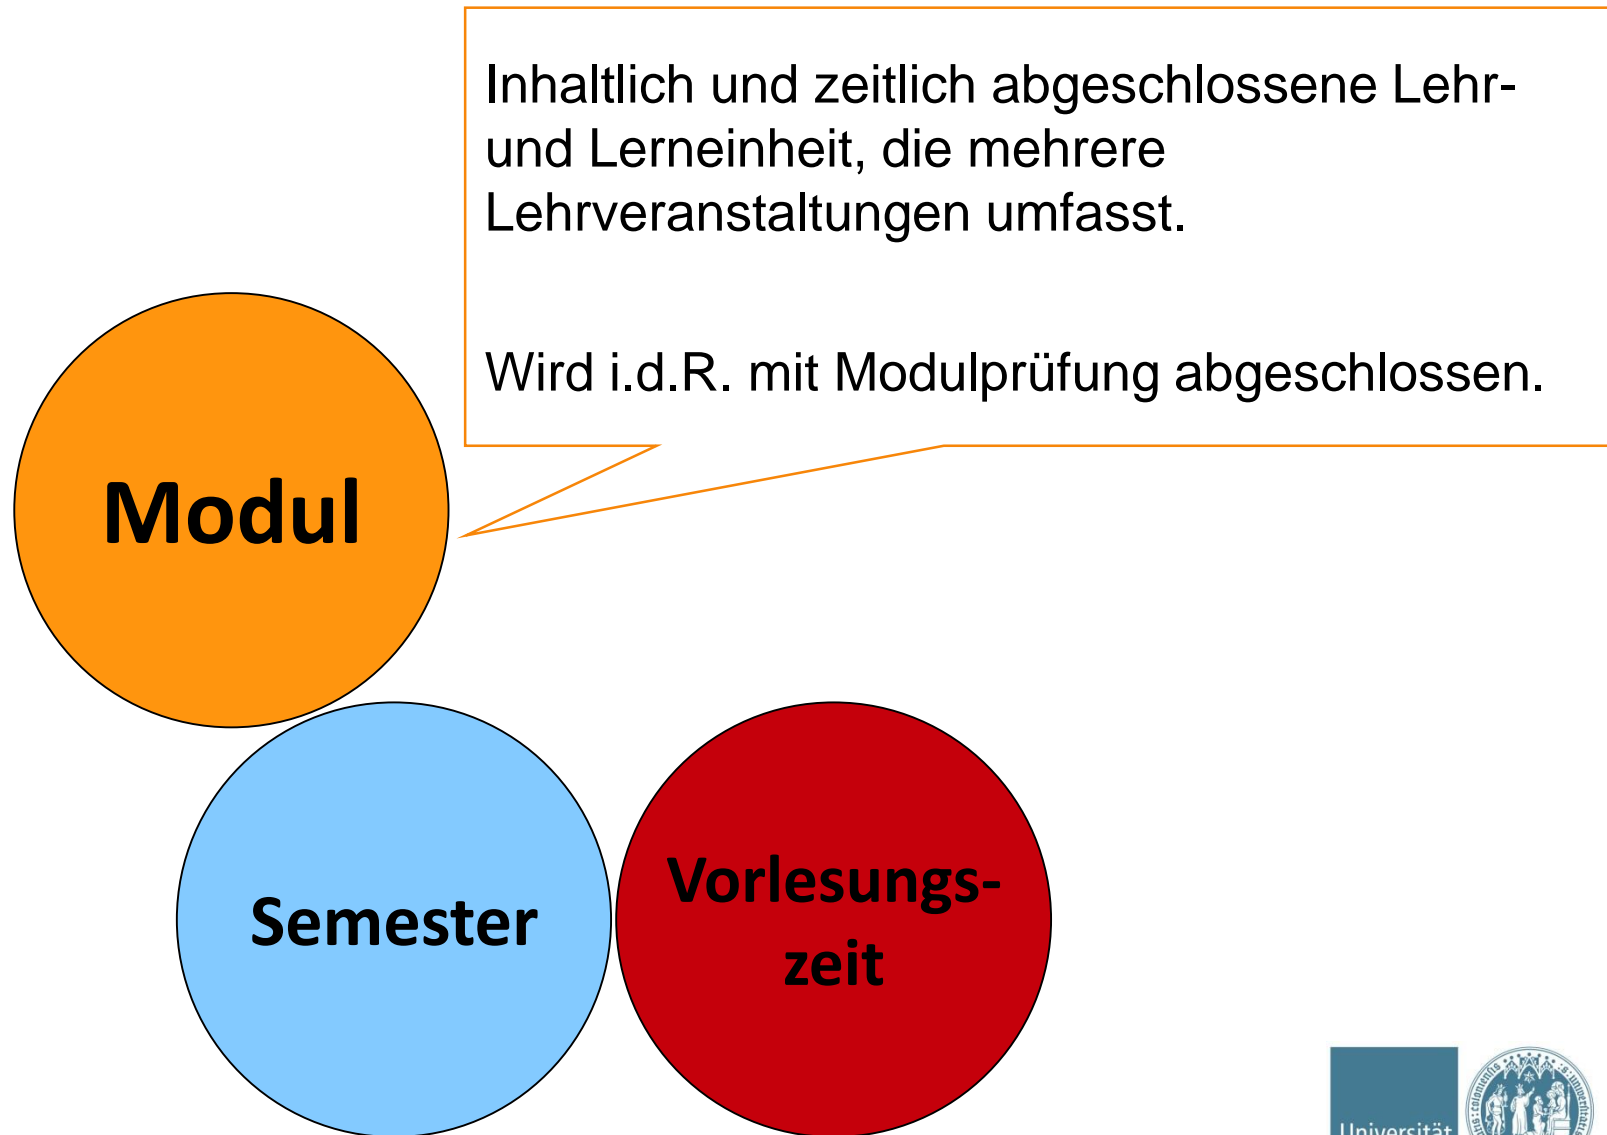 Inhaltlich und zeitlich abgeschlossene Lehr-
und Lerneinheit, die mehrere
Lehrveranstaltungen umfasst.
Wird i.d.R. mit Modulprüfung abgeschlossen.
Modul
Semester
Vorlesungs-
zeit
Universität